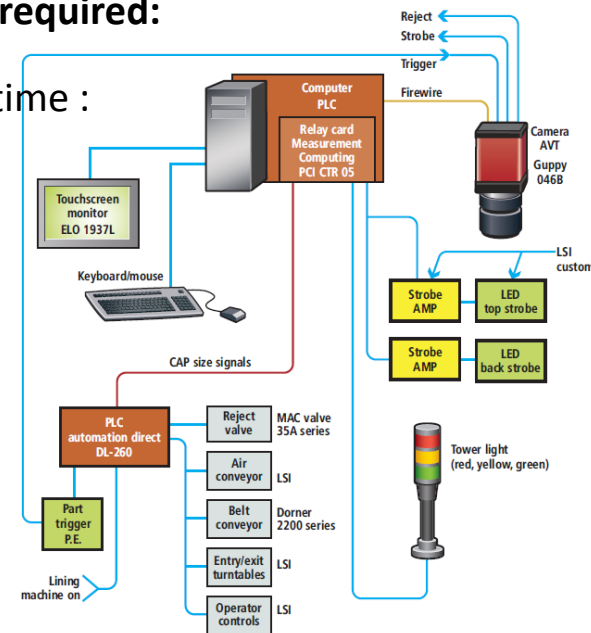 required:
time :
Reject
Strobe
Trigger
Firewire
Computer
PLC
Relay card
Measurement
Computing
PCI CTR 05
Camera
AVT
Guppy
046B
Touchscreen
monitor
ELO 1937L
Keyboard/mouse
LSI
custom
Strobe
AMP
LED
top strobe
Strobe
AMP
LED
back strobe
CAP size signals
PLC
automation direct
DL-260
Reject
valve
MAC valve
35A series
Air
conveyor
LSI
Belt
conveyor
Dorner
2200 series
Entry/exit
turntables
LSI
Operator
controls
LSI
Part
trigger
P.E.
Lining
machine on
Tower light
(red, yellow, green)